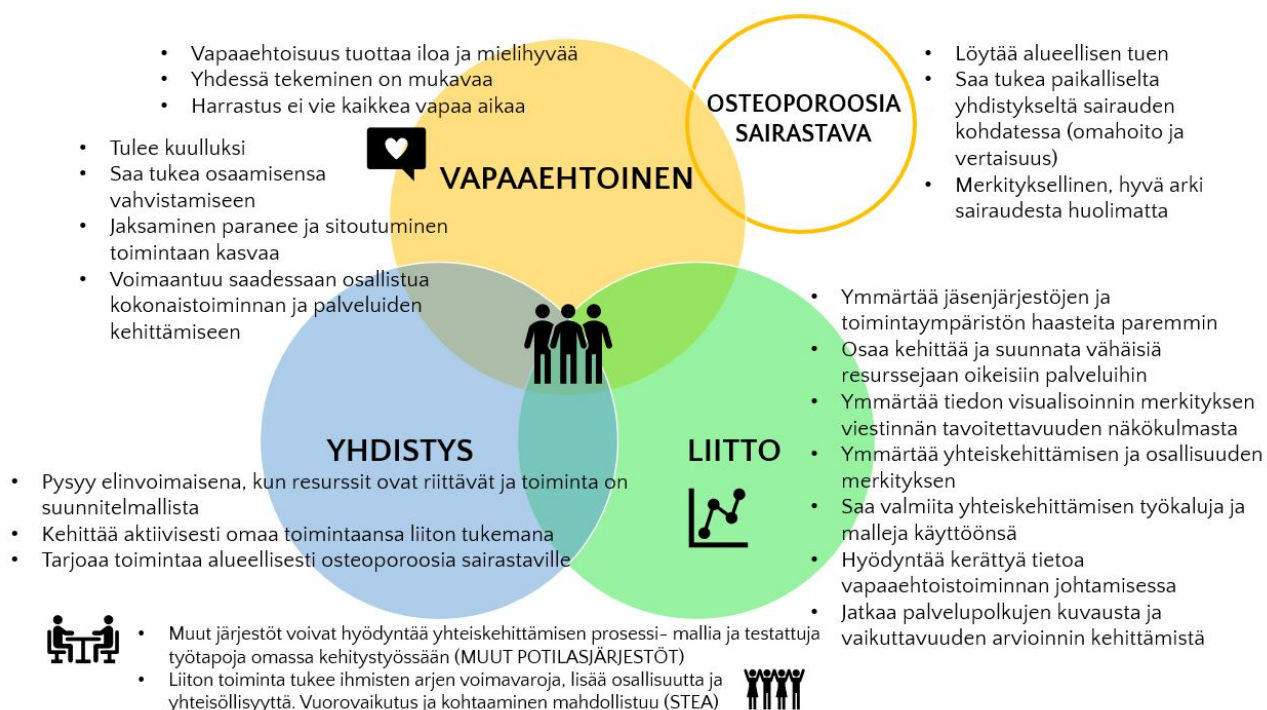 • Vapaaehtoisuus tuottaa iloa ja mielihyvää
• Yhdessä tekeminen on mukavaa
• Harrastus ei vie kaikkea vapaa aikaa
• Tulee kuulluksi
• Saa tukea osaamisensa
vahvistamiseen
• Jaksaminen paranee ja sitoutuminen
toimintaan kasvaa
• Voimaantuu saadessaan osallistua
kokonaistoiminnan ja palveluiden
kehittämiseen
VAPAAEHTOINEN
OSTEOPOROOSIA
SAIRASTAVA
• Löytää alueellisen tuen
• Saa tukea paikalliselta
yhdistykseltä sairauden
kohdatessa (omahoito ja
vertaisuus)
• Merkityksellinen, hyvä arki
sairaudesta huolimatta
YHDISTYS
• Pysyy elinvoimaisena, kun resurssit ovat riittävät ja toiminta on
suunnitelmallista
• Kehittää aktiivisesti omaa toimintaansa liiton tukemana
• Tarjoaa toimintaa alueellisesti osteoporoosia sairastaville
LIITTO
• Ymmärtää jäsenjärjestöjen ja
toimintaympäristön haasteita paremmin
• Osaa kehittää ja suunnata vähäisiä
resurssejaan oikeisiin palveluihin
• Ymmärtää tiedon visualisoinnin merkityksen
viestinnän tavoitettavuuden näkökulmasta
• Ymmärtää yhteiskehittämisen ja osallisuuden
merkityksen
• Saa valmiita yhteiskehittämisen työkaluja ja
malleja käyttöönsä
• Hyödyntää kerättyä tietoa
vapaaehtoistoiminnan johtamisessa
• Jatkaa palvelupolkujen kuvausta ja
vaikuttavuuden arvioinnin kehittämistä
• Muut järjestöt voivat hyödyntää yhteiskehittämisen prosessi- mallia ja testattuja
työtapoja omassa kehitystyössään (MUUT POTILASJÄRJESTÖT)
• Liiton toiminta tukee ihmisten arjen voimavaroja, lisää osallisuutta ja
yhteisöllisyyttä. Vuorovaikutus ja kohtaaminen mahdollistuu (STEA)